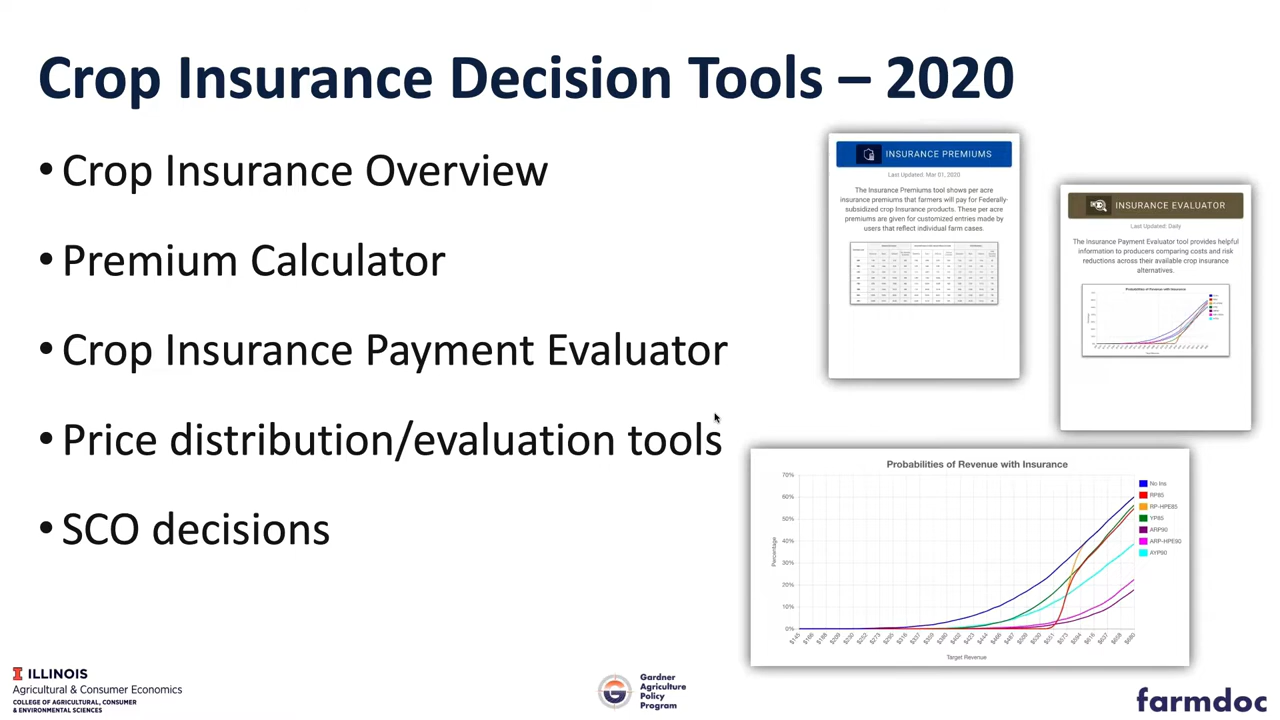 Crop Insurance Decision Tools – 2020
• Crop Insurance Overview
• Premium Calculator
• Crop Insurance Payment Evaluator
• Price distribution/evaluation tools
• SCO decisions
INSURANCE PREMIUMS
Last Updated: Mar 01, 2020
The Insurance Premiums tool shows per acre
insurance premiums that farmers will pay for Federally-
subsidized crop Insurance products. These per acre
premiums are given for customized entries made by
users that reflect individual farm cases.
INSURANCE EVALUATOR
Last Updated: Daily
The Insurance Payment Evaluator tool provides helpful
information to producers comparing costs and risk
reductions across their available crop insurance
alternatives.
Probabilities of Revenue with Insurance
Probabilities of Revenue with Insurance
70%
60%
50%
40%
30%
20%
10%
0%
Percentage
No Ins
RP85
RP-HPE85
YP85
ARP90
ARP-HPE90
AYP90
Target Revenue
ILLINOIS
Agricultural & Consumer Economics
COLLEGE OF AGRICULTURAL, CONSUMER
& ENVIRONMENTAL SCIENCES
Gardner
Agriculture
Policy
Program
farmdoc